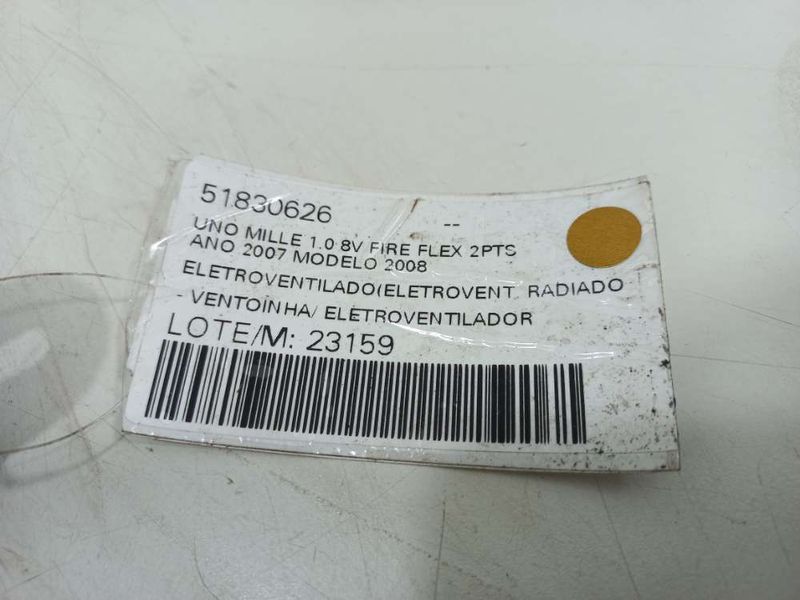 51830626
--
UNO MILLE 1.0 8V FIRE FLEX 2PTS
ANO 2007 MODELO 2008
ELETROVENTILADO(ELETROVENT. RADIADO
- VENTOINHA/ ELETROVENTILADOR
LOTE/M: 23159